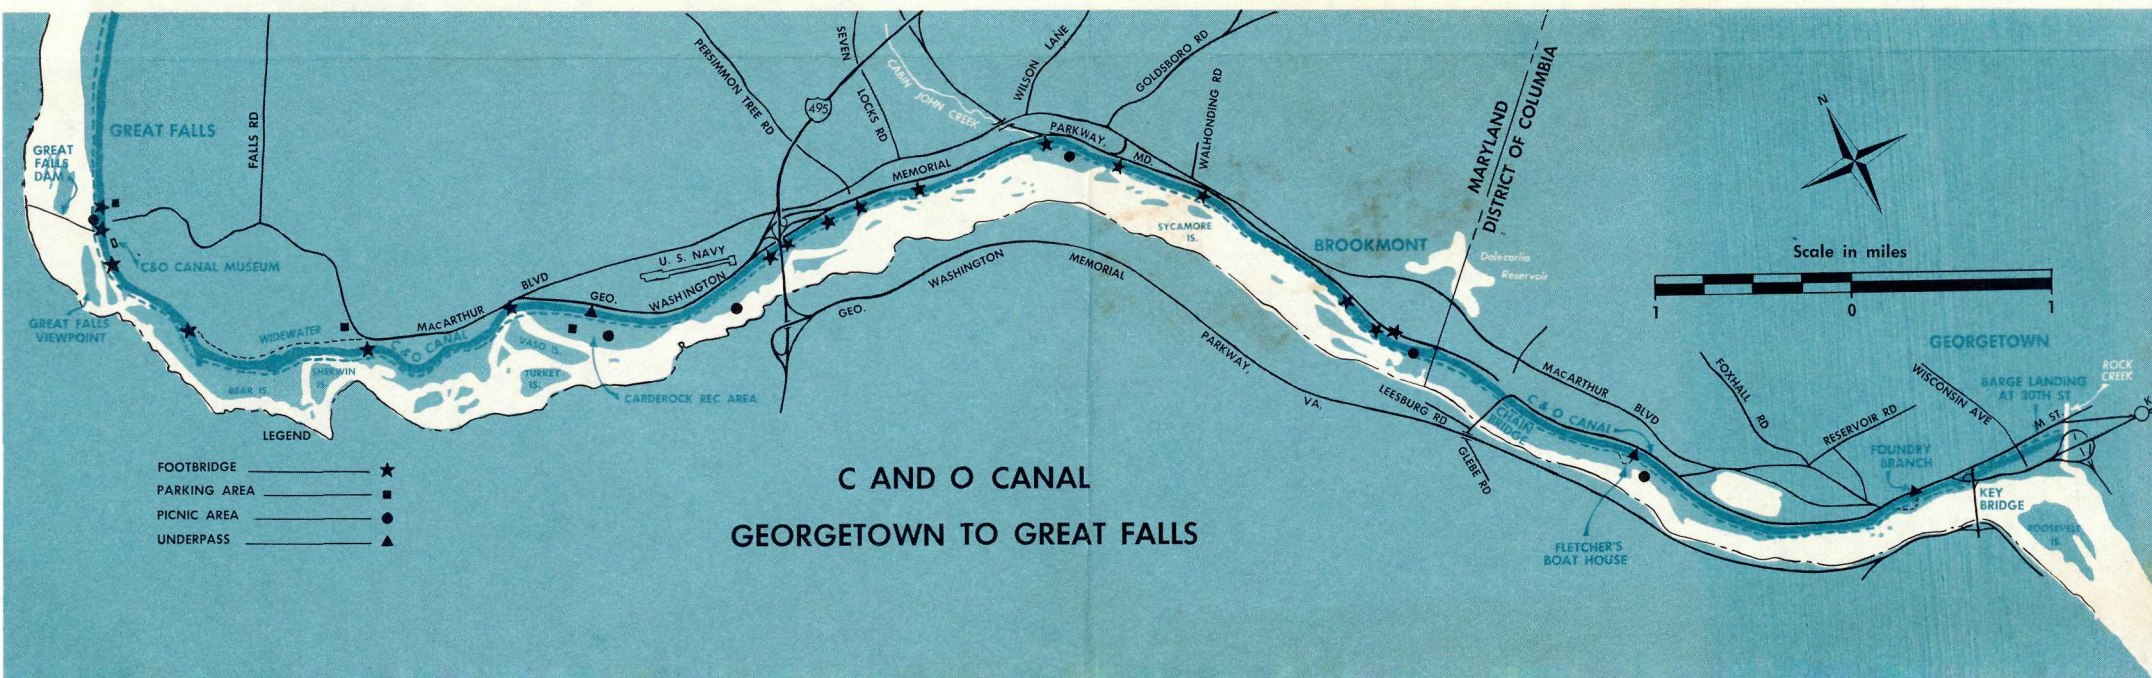 GREAT FALLS
GREAT
FALLS
DAM
FALLS RD
C&O CANAL MUSEUM
GREAT FALLS
VIEWPOINT
WIDEWATER
BEAR IS.
SHERWIN
IS.
C & O CANAL
MACARTHUR
BLVD
VASO IS.
TURKEY
IS.
CARDEROCK REC AREA
GEO.
WASHINGTON
MEMORIAL
PARKWAY,
MD.
U. S. NAVY
PERSIMMON TREE RD
495
SEVEN
LOCKS RD
CABIN JOHN CREEK
WILSON LANE
GOLDSBORO RD
WALHONDING RD
SYCAMORE
IS.
GEO.
WASHINGTON
MEMORIAL
PARKWAY,
VA.
BROOKMONT
MARYLAND
DISTRICT OF COLUMBIA
Dalecarlia
Reservoir
LEESBURG RD
GLEBE RD
CHAIN
BRIDGE
C & O CANAL
MACARTHUR
BLVD
FLETCHER'S
BOAT HOUSE
FOXHALL RD
RESERVOIR RD
FOUNDRY
BRANCH
WISCONSIN AVE
GEORGETOWN
BARGE LANDING
AT 30TH ST
ROCK
CREEK
M ST.
K
KEY
BRIDGE
ROOSEVELT
IS.
N
Scale in miles
1 0 1
LEGEND
FOOTBRIDGE
PARKING AREA
PICNIC AREA
UNDERPASS
C AND O CANAL
GEORGETOWN TO GREAT FALLS